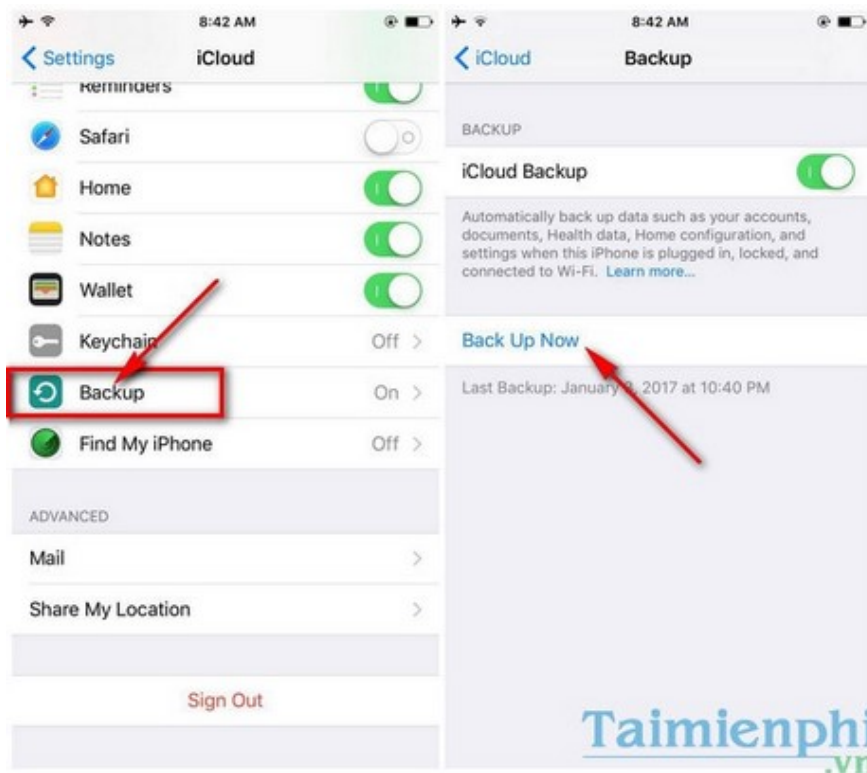 8:42 AM
Settings
iCloud
Reminders
Safari
Home
Notes
Wallet
Keychain
Off
Backup
On
Find My iPhone
Off
ADVANCED
Mail
Share My Location
Sign Out
8:42 AM
iCloud
Backup
BACKUP
iCloud Backup
Automatically back up data such as your accounts,
documents, Health data, Home configuration, and
settings when this iPhone is plugged in, locked, and
connected to Wi-Fi. Learn more...
Back Up Now
Last Backup: January 3, 2017 at 10:40 PM
Taimienphi
.vn